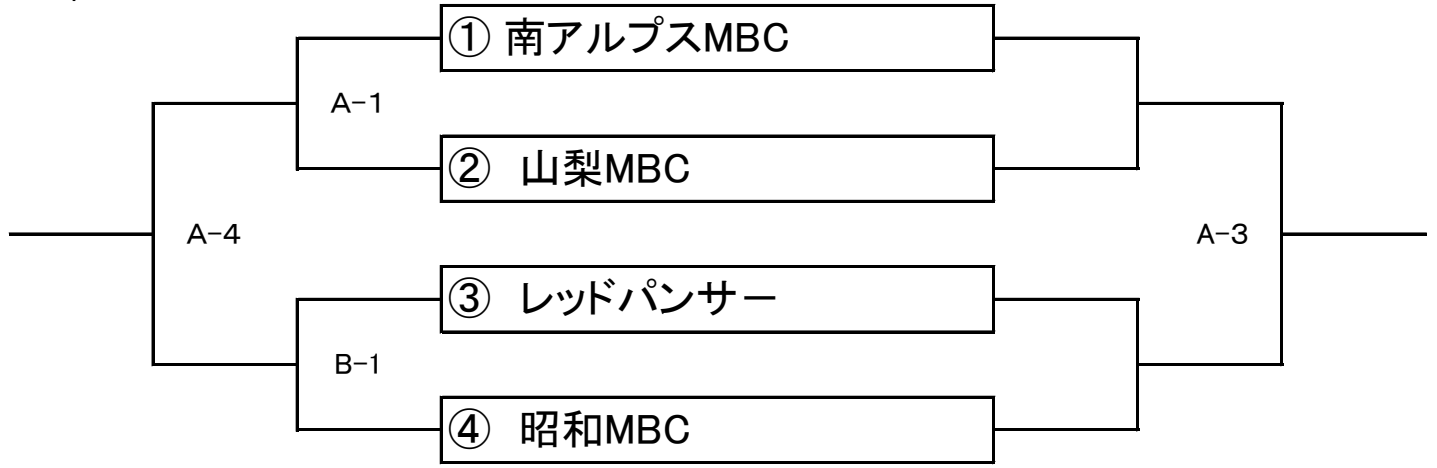 ① 南アルプスMBC
A-1
② 山梨MBC
A-4
A-3
③ レッドパンサー
B-1
④ 昭和MBC